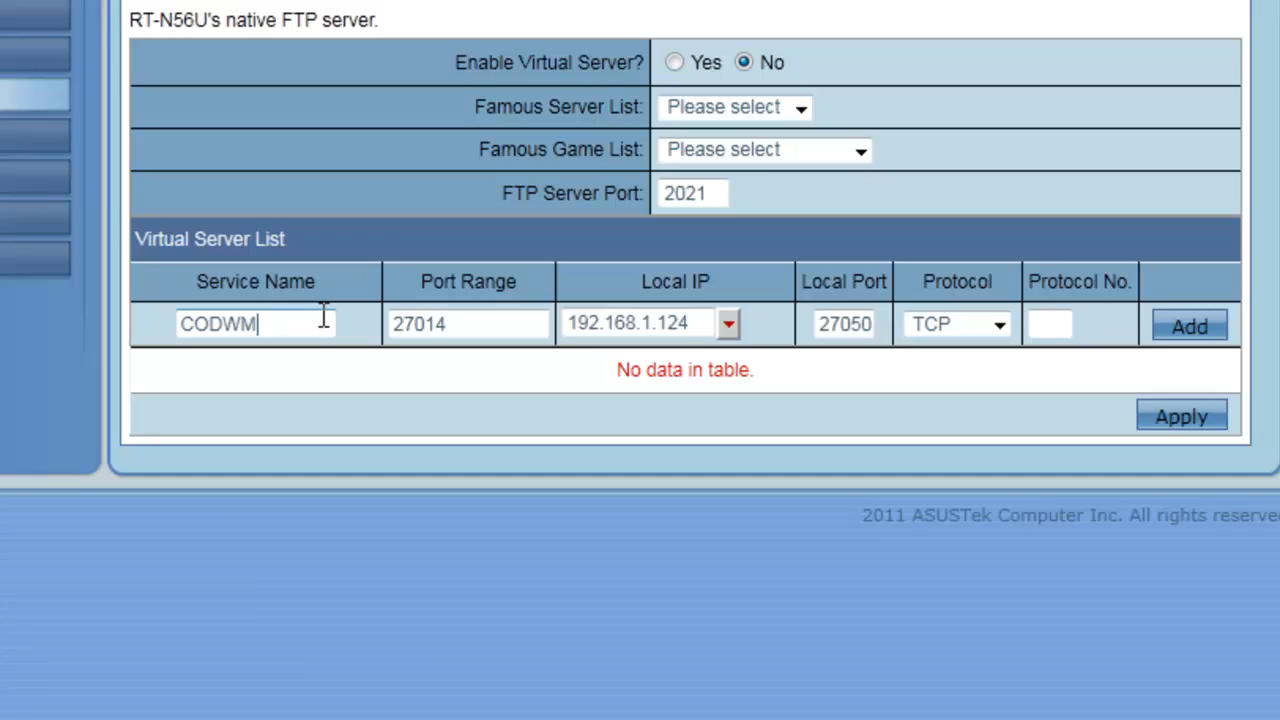 RT-N56U's native FTP server.
Enable Virtual Server? Yes No
Famous Server List: Please select
Famous Game List: Please select
FTP Server Port: 2021
Virtual Server List
Service Name Port Range Local IP Local Port Protocol Protocol No.
CODWM 27014 192.168.1.124 27050 TCP Add
No data in table.
Apply
2011 ASUSTek Computer Inc. All rights reserve